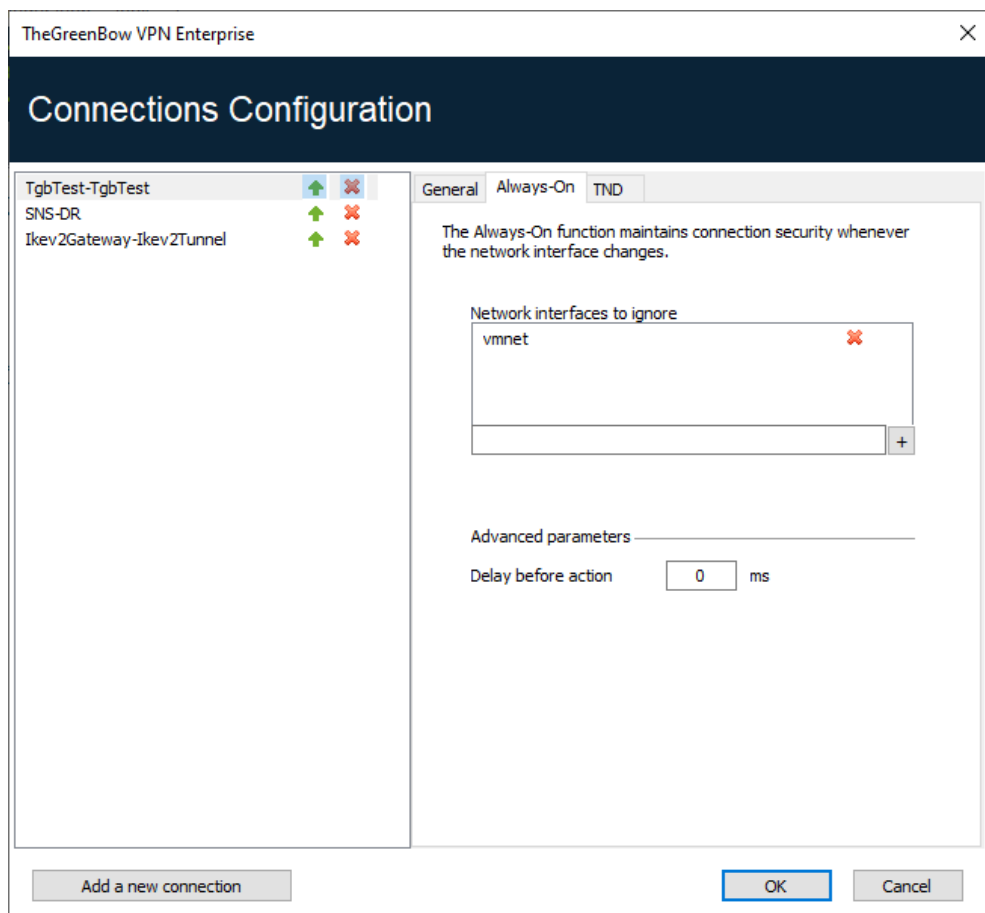 TheGreenBow VPN Enterprise
Connections Configuration
TgbTest-TgbTest
SNS-DR
Ikev2Gateway-Ikev2Tunnel
General
Always-On
TND
The Always-On function maintains connection security whenever
the network interface changes.
Network interfaces to ignore
vmnet
+
Advanced parameters
Delay before action 0 ms
Add a new connection
OK
Cancel